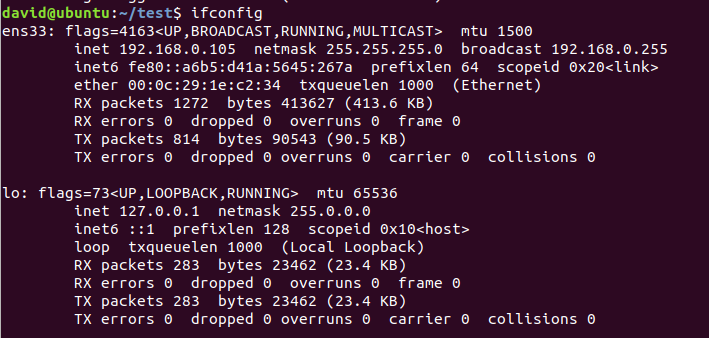 david@ubuntu:~/test$ ifconfig
ens33: flags=4163<UP,BROADCAST,RUNNING,MULTICAST>  mtu 1500
        inet 192.168.0.105  netmask 255.255.255.0  broadcast 192.168.0.255
        inet6 fe80::a6b5:d41a:5645:267a  prefixlen 64  scopeid 0x20<link>
        ether 00:0c:29:1e:c2:34  txqueuelen 1000  (Ethernet)
        RX packets 1272  bytes 413627 (413.6 KB)
        RX errors 0  dropped 0  overruns 0  frame 0
        TX packets 814  bytes 90543 (90.5 KB)
        TX errors 0  dropped 0 overruns 0  carrier 0  collisions 0
lo: flags=73<UP,LOOPBACK,RUNNING>  mtu 65536
        inet 127.0.0.1  netmask 255.0.0.0
        inet6 ::1  prefixlen 128  scopeid 0x10<host>
        loop  txqueuelen 1000  (Local Loopback)
        RX packets 283  bytes 23462 (23.4 KB)
        RX errors 0  dropped 0  overruns 0  frame 0
        TX packets 283  bytes 23462 (23.4 KB)
        TX errors 0  dropped 0 overruns 0  carrier 0  collisions 0